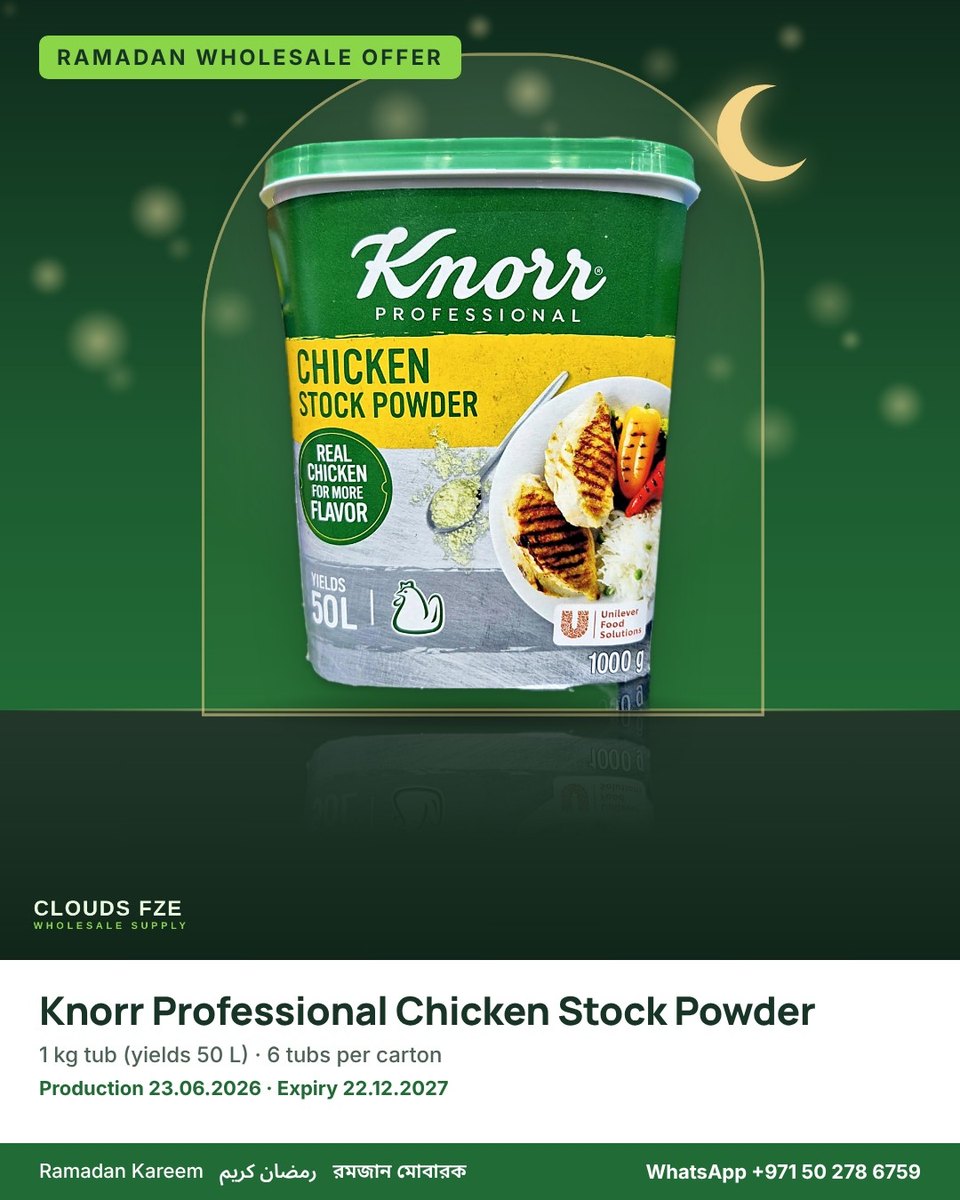 RAMADAN WHOLESALE OFFER
Knorr®
PROFESSIONAL
CHICKEN
STOCK POWDER
REAL
CHICKEN
FOR MORE
FLAVOR
YIELDS
50L
Unilever
Food
Solutions
1000 g
CLOUDS FZE
WHOLESALE SUPPLY
Knorr Professional Chicken Stock Powder
1 kg tub (yields 50 L) · 6 tubs per carton
Production 23.06.2026 · Expiry 22.12.2027
Ramadan Kareem رمضان كريم রমজান মোবারক
WhatsApp +971 50 278 6759